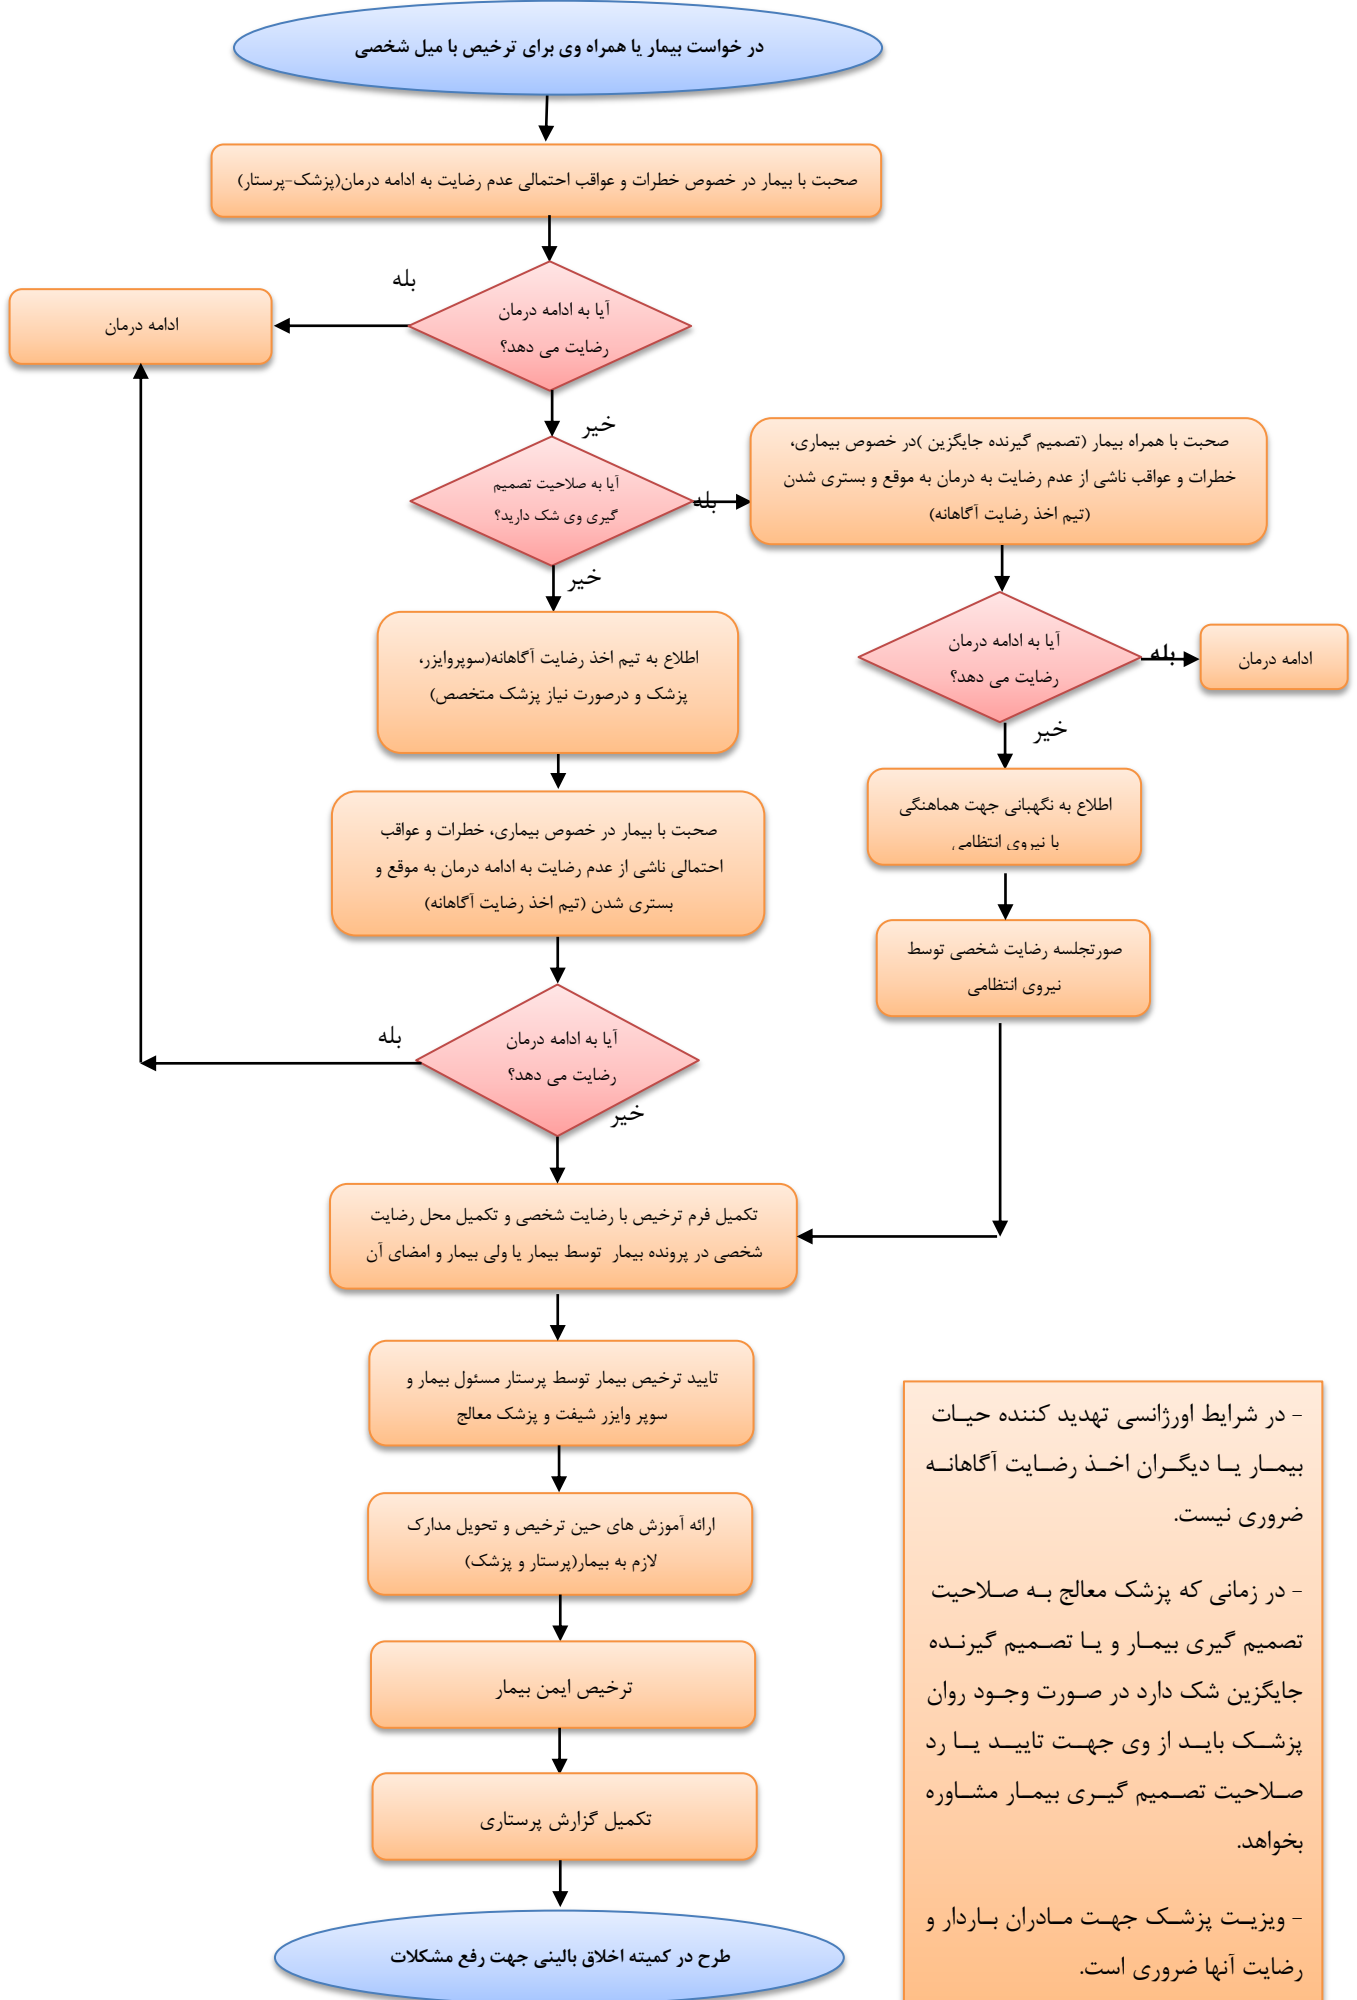 در خواست بیمار یا همراه وی برای ترخیص با میل شخصی
صحبت با بیمار در خصوص خطرات و عواقب احتمالی عدم رضایت به ادامه درمان(پزشک-پرستار)
بله
آیا به ادامه درمان
رضایت می دهد؟
ادامه درمان
خیر
آیا به صلاحیت تصمیم
گیری وی شک دارید؟
بله
صحبت با همراه بیمار (تصمیم گیرنده جایگزین )در خصوص بیماری،
خطرات و عواقب ناشی از عدم رضایت به درمان به موقع و بستری شدن
(تیم اخذ رضایت آگاهانه)
خیر
اطلاع به تیم اخذ رضایت آگاهانه(سوپروایزر،
پزشک و درصورت نیاز پزشک متخصص)
آیا به ادامه درمان
رضایت می دهد؟
بله
ادامه درمان
خیر
اطلاع به نگهبانی جهت هماهنگی
با نیروی انتظامی
صحبت با بیمار در خصوص بیماری، خطرات و عواقب
احتمالی ناشی از عدم رضایت به ادامه درمان به موقع و
بستری شدن (تیم اخذ رضایت آگاهانه)
صورتجلسه رضایت شخصی توسط
نیروی انتظامی
بله
آیا به ادامه درمان
رضایت می دهد؟
خیر
تکمیل فرم ترخیص با رضایت شخصی و تکمیل محل رضایت
شخصی در پرونده بیمار توسط بیمار یا ولی بیمار و امضای آن
تایید ترخیص بیمار توسط پرستار مسئول بیمار و
سوپر وایزر شیفت و پزشک معالج
ارائه آموزش های حین ترخیص و تحویل مدارک
لازم به بیمار(پرستار و پزشک)
ترخیص ایمن بیمار
تکمیل گزارش پرستاری
طرح در کمیته اخلاق بالینی جهت رفع مشکلات
- در شرایط اورژانسی تهدید کننده حیات
بیمار یا دیگران اخذ رضایت آگاهانه
ضروری نیست.
- در زمانی که پزشک معالج به صلاحیت
تصمیم گیری بیمار و یا تصمیم گیرنده
جایگزین شک دارد در صورت وجود روان
پزشک باید از وی جهت تایید یا رد
صلاحیت تصمیم گیری بیمار مشاوره
بخواهد.
- ویزیت پزشک جهت مادران باردار و
رضایت آنها ضروری است.